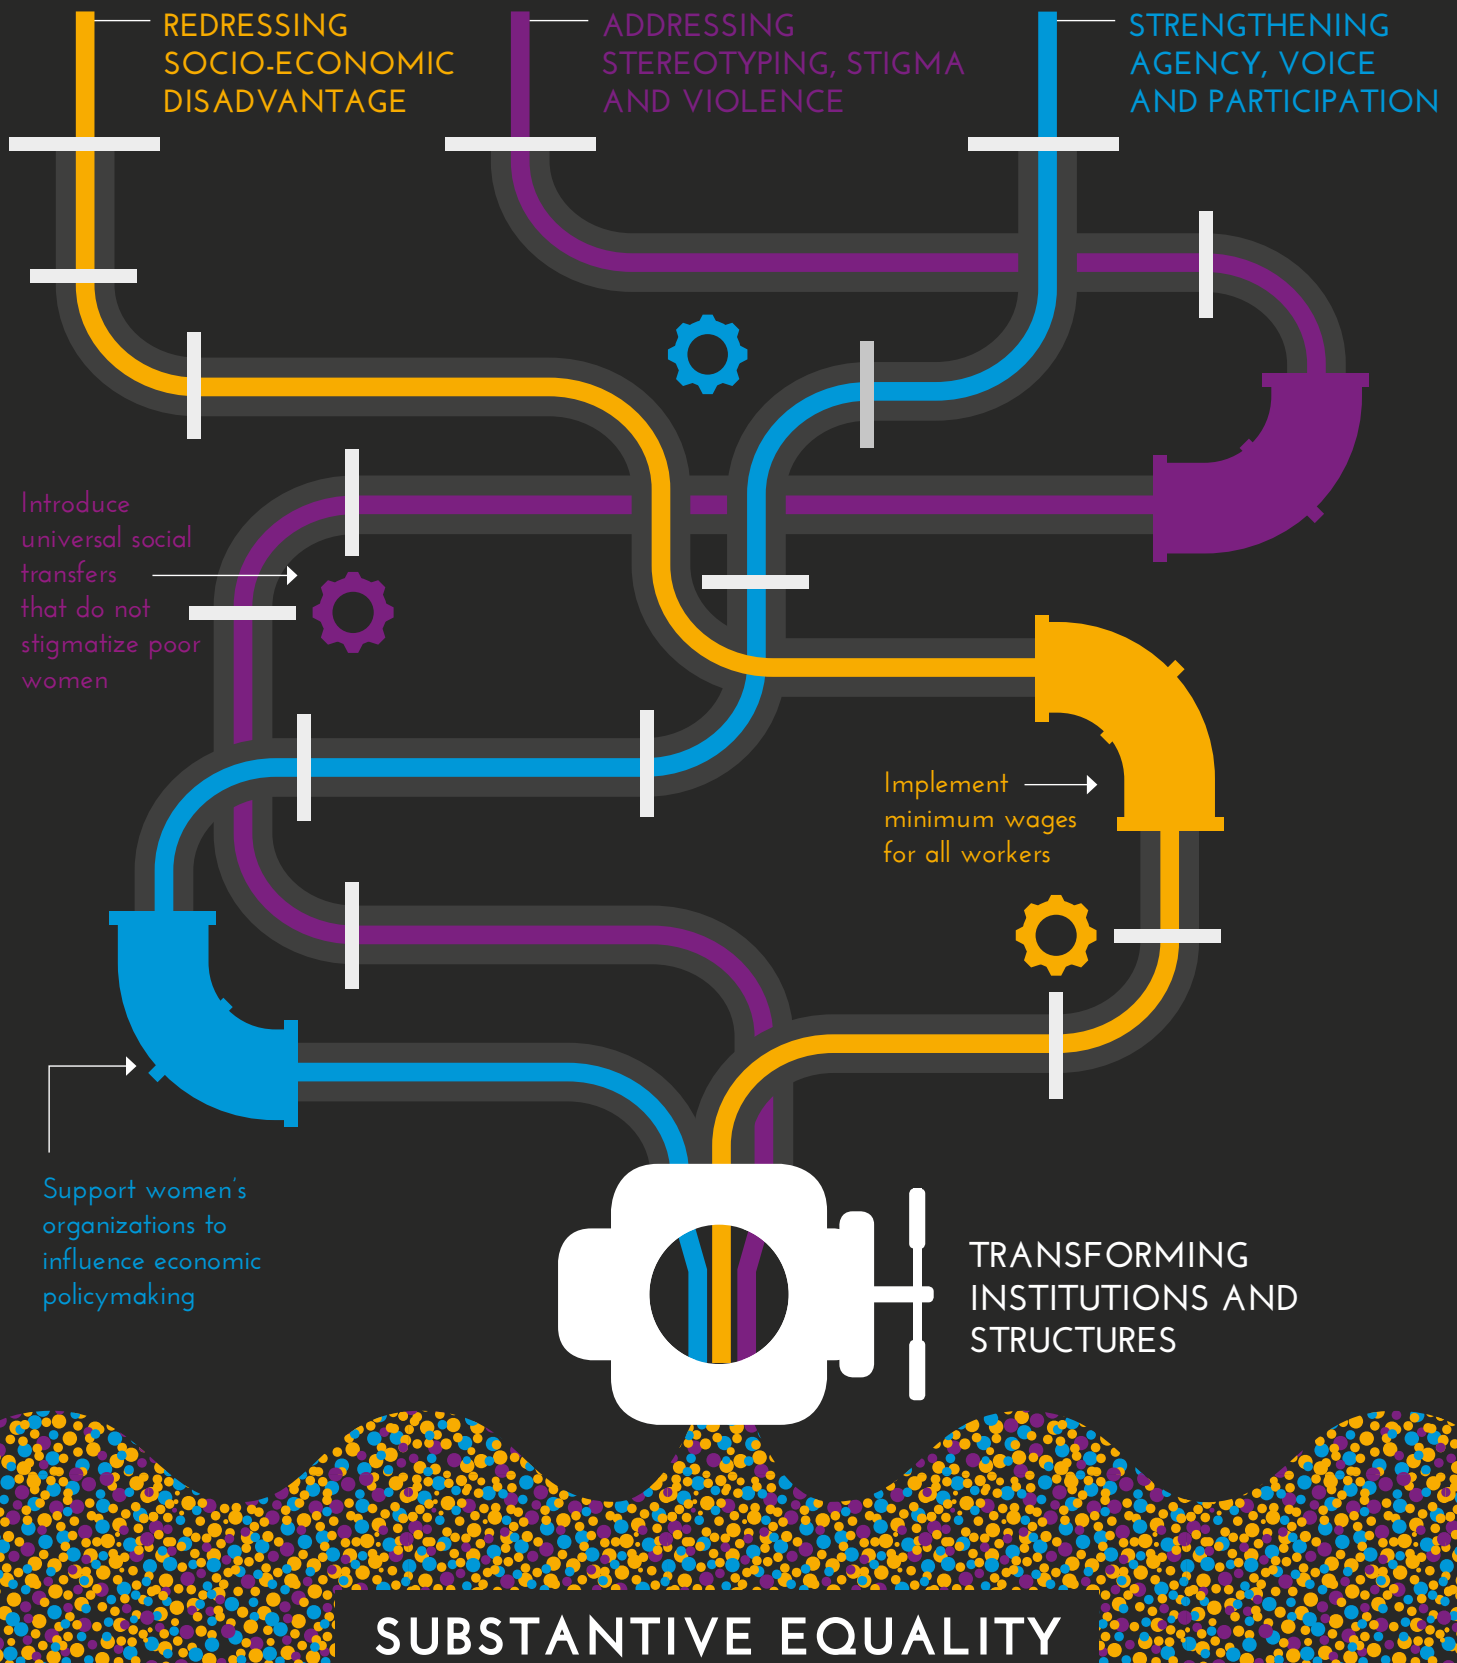 REDRESSING
SOCIO-ECONOMIC
DISADVANTAGE
ADDRESSING
STEREOTYPING, STIGMA
AND VIOLENCE
STRENGTHENING
AGENCY, VOICE
AND PARTICIPATION
Introduce
universal social
transfers
that do not
stigmatize poor
women
Implement
minimum wages
for all workers
Support women's
organizations to
influence economic
policymaking
TRANSFORMING
INSTITUTIONS AND
STRUCTURES
SUBSTANTIVE EQUALITY